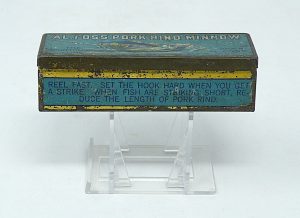 AL FOSS PORK RIND MINNOW
REEL FAST. SET THE HOOK HARD WHEN YOU GET
A STRIKE. WHEN FISH ARE STRIKING SHORT, RE-
DUCE THE LENGTH OF PORK RIND.